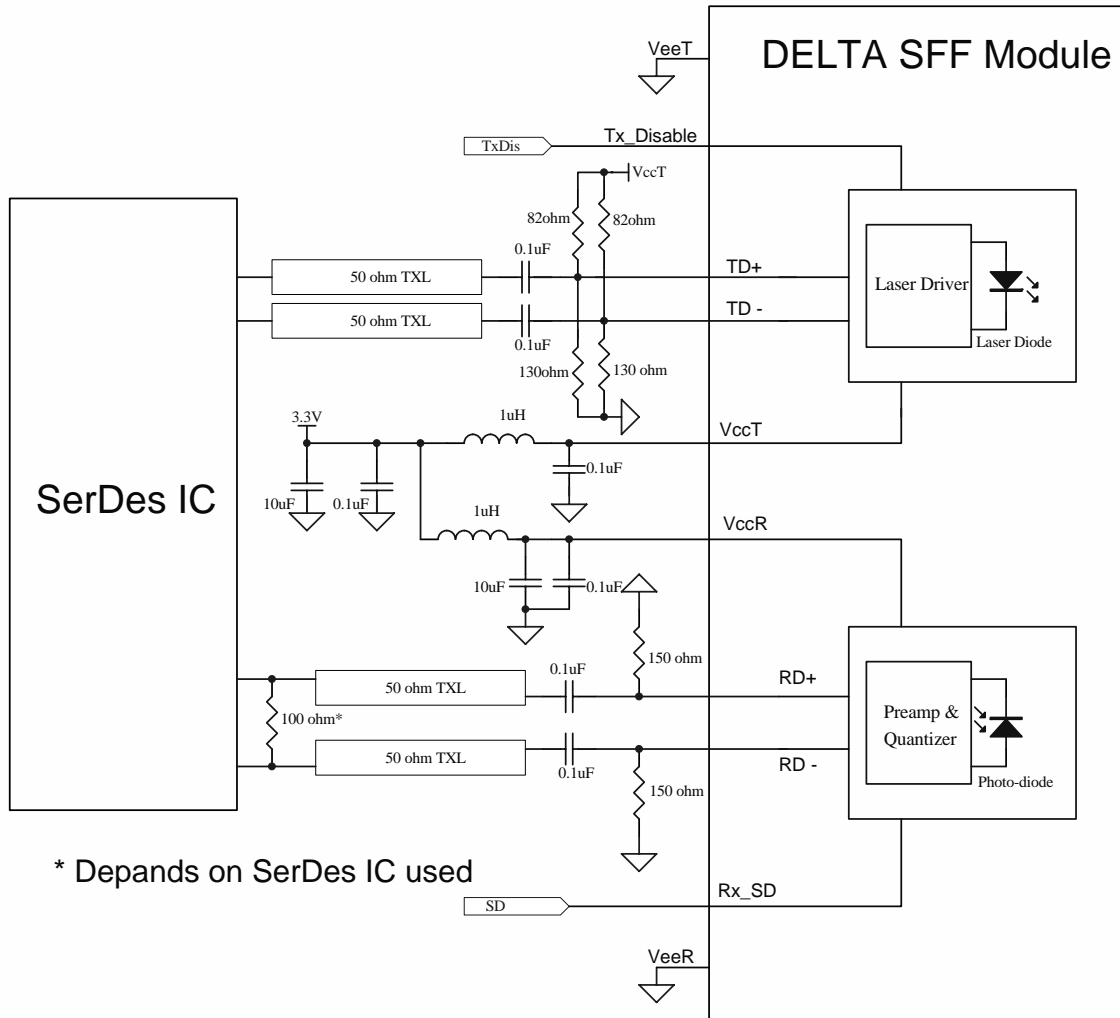 VeeT
DELTA SFF Module
TxDis
Tx_Disable
VccT
82ohm
82ohm
0.1uF
50 ohm TXL
TD+
Laser Driver
50 ohm TXL
TD -
0.1uF
Laser Diode
130ohm
130 ohm
3.3V
1uH
VccT
0.1uF
SerDes IC
10uF
0.1uF
1uH
VccR
10uF
0.1uF
150 ohm
0.1uF
50 ohm TXL
RD+
100 ohm*
Preamp &
Quantizer
50 ohm TXL
0.1uF
RD -
Photo-diode
150 ohm
* Depands on SerDes IC used
SD
Rx_SD
VeeR